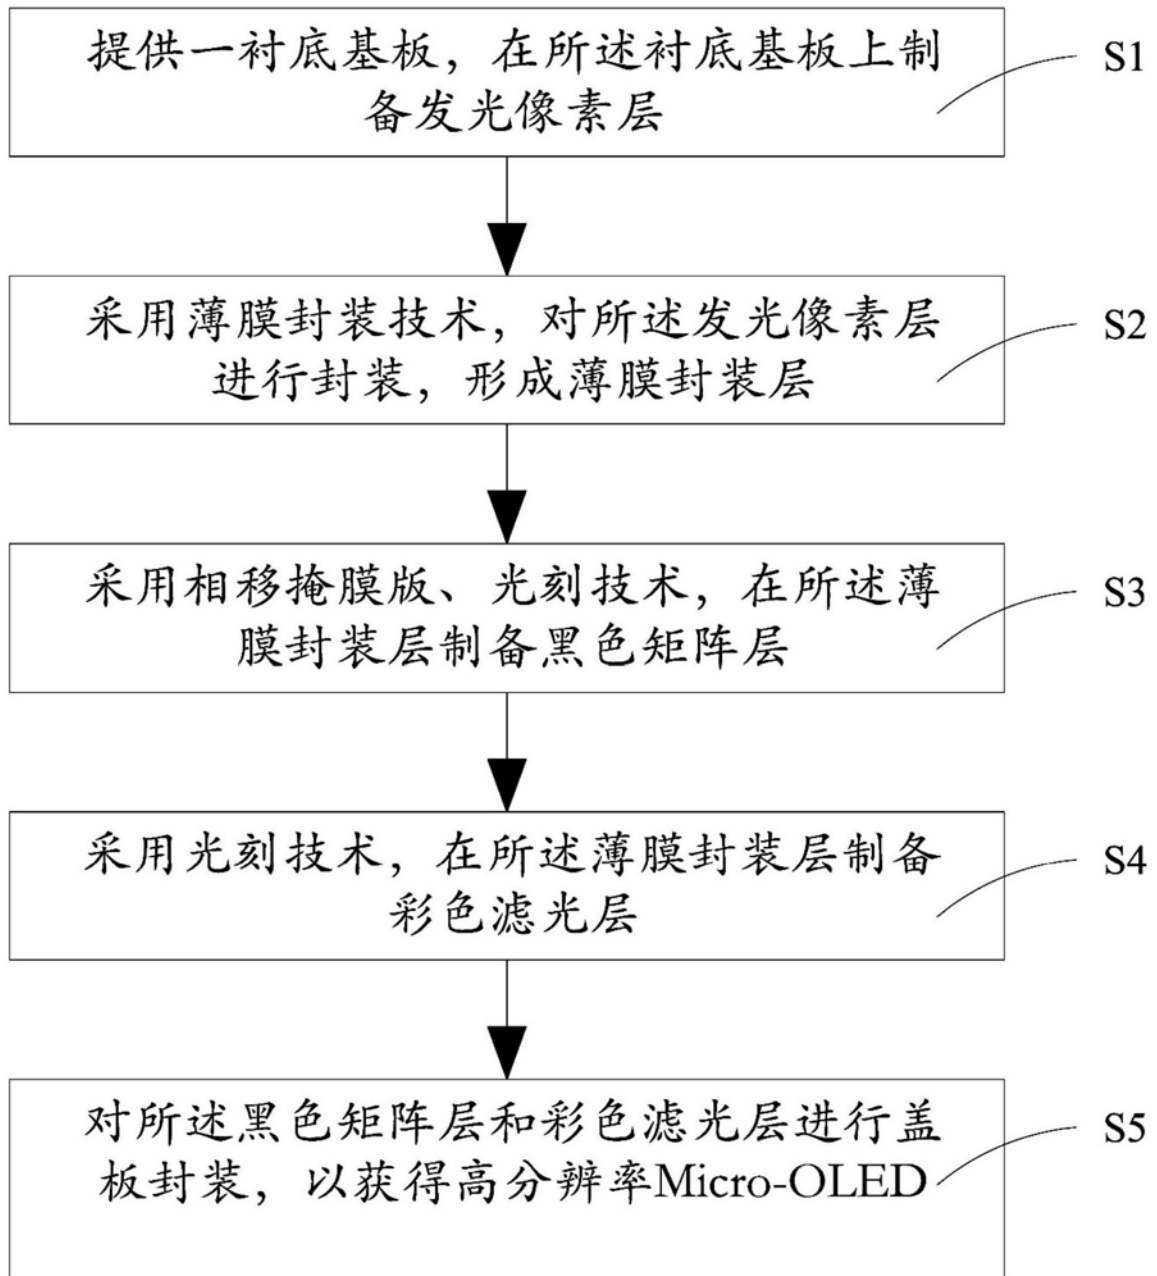 提供一衬底基板，在所述衬底基板上制
备发光像素层
S1
采用薄膜封装技术，对所述发光像素层
进行封装，形成薄膜封装层
S2
采用相移掩膜版、光刻技术，在所述薄
膜封装层制备黑色矩阵层
S3
采用光刻技术，在所述薄膜封装层制备
彩色滤光层
S4
对所述黑色矩阵层和彩色滤光层进行盖
板封装，以获得高分辨率Micro-OLED
S5